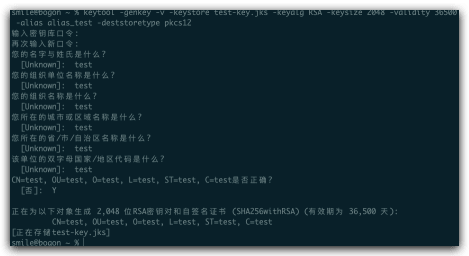 smile@bogon ~ % keytool -genkey -v -keystore test-key.jks -keyalg RSA -keysize 2048 -validity 36500
-alias alias_test -deststoretype pkcs12
输入密钥库口令:
再次输入新口令:
您的名字与姓氏是什么?
[Unknown]: test
您的组织单位名称是什么?
[Unknown]: test
您的组织名称是什么?
[Unknown]: test
您所在的城市或区域名称是什么?
[Unknown]: test
您所在的省/市/自治区名称是什么?
[Unknown]: test
该单位的双字母国家/地区代码是什么?
[Unknown]: test
CN=test, OU=test, O=test, L=test, ST=test, C=test是否正确?
[否]: Y
正在为以下对象生成 2,048 位RSA密钥对和自签名证书 (SHA256withRSA) (有效期为 36,500 天):
CN=test, OU=test, O=test, L=test, ST=test, C=test
[正在存储test-key.jks]
smile@bogon ~ %